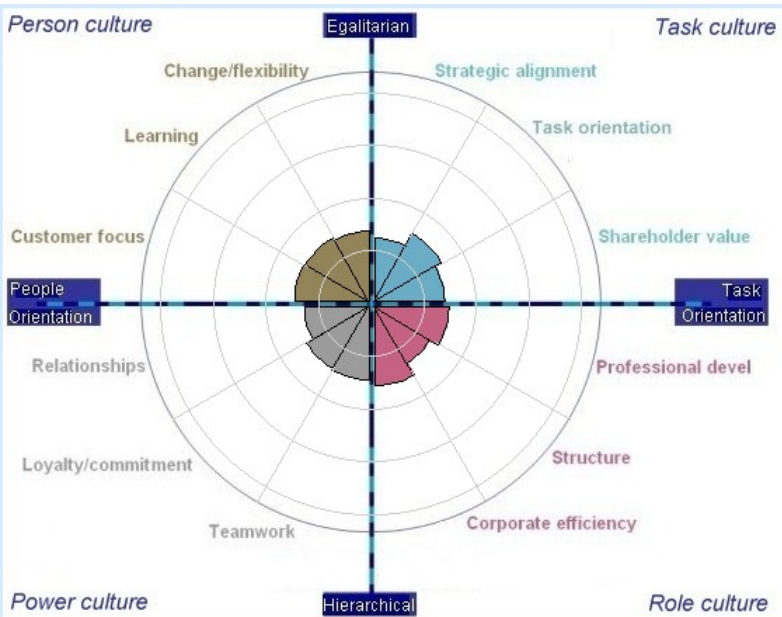 Person culture
Egalitarian
Task culture
Change/flexibility
Strategic alignment
Learning
Task orientation
Customer focus
Shareholder value
People
Orientation
Task
Orientation
Relationships
Professional devel
Loyalty/commitment
Structure
Teamwork
Corporate efficiency
Power culture
Hierarchical
Role culture